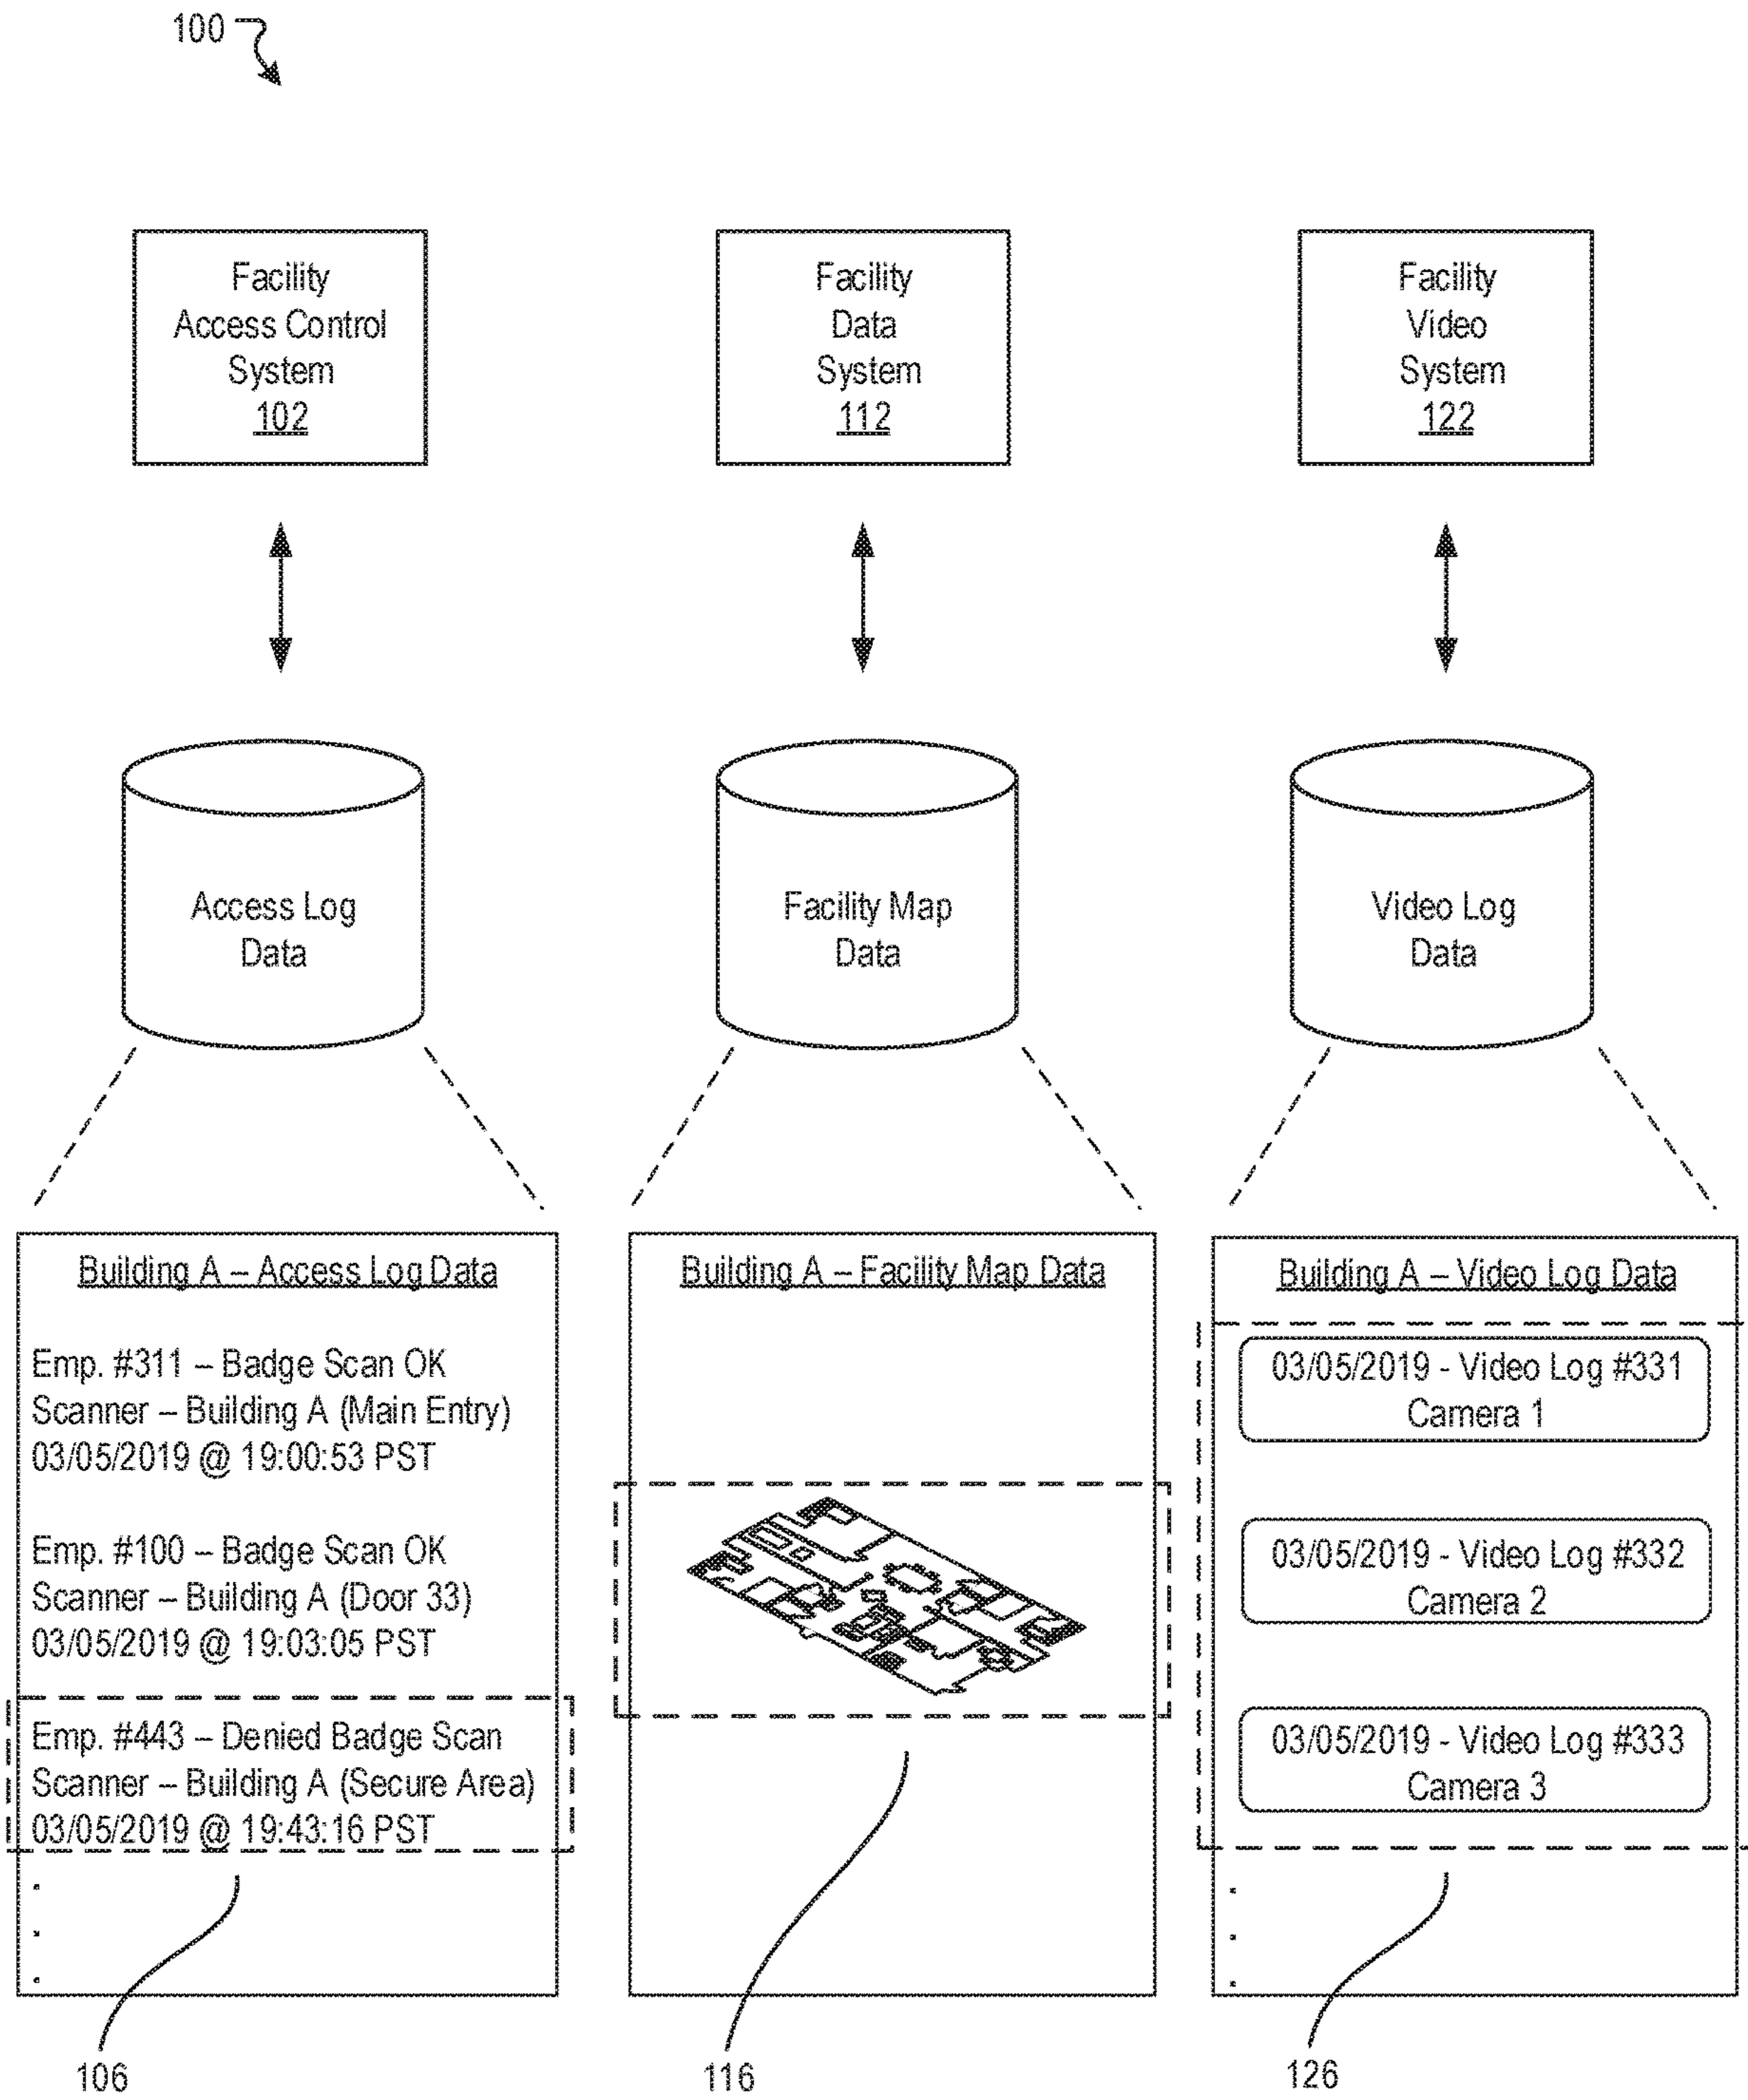 100
Facility
Access Control
System
102
Facility
Data
System
112
Facility
Video
System
122
Access Log
Data
Facility Map
Data
Video Log
Data
Building A – Access Log Data
Emp. #311 – Badge Scan OK
Scanner – Building A (Main Entry)
03/05/2019 @ 19:00:53 PST
Emp. #100 – Badge Scan OK
Scanner – Building A (Door 33)
03/05/2019 @ 19:03:05 PST
Emp. #443 – Denied Badge Scan
Scanner – Building A (Secure Area)
03/05/2019 @ 19:43:16 PST
.
.
.
106
Building A – Facility Map Data
116
Building A – Video Log Data
03/05/2019 - Video Log #331
Camera 1
03/05/2019 - Video Log #332
Camera 2
03/05/2019 - Video Log #333
Camera 3
.
.
.
126